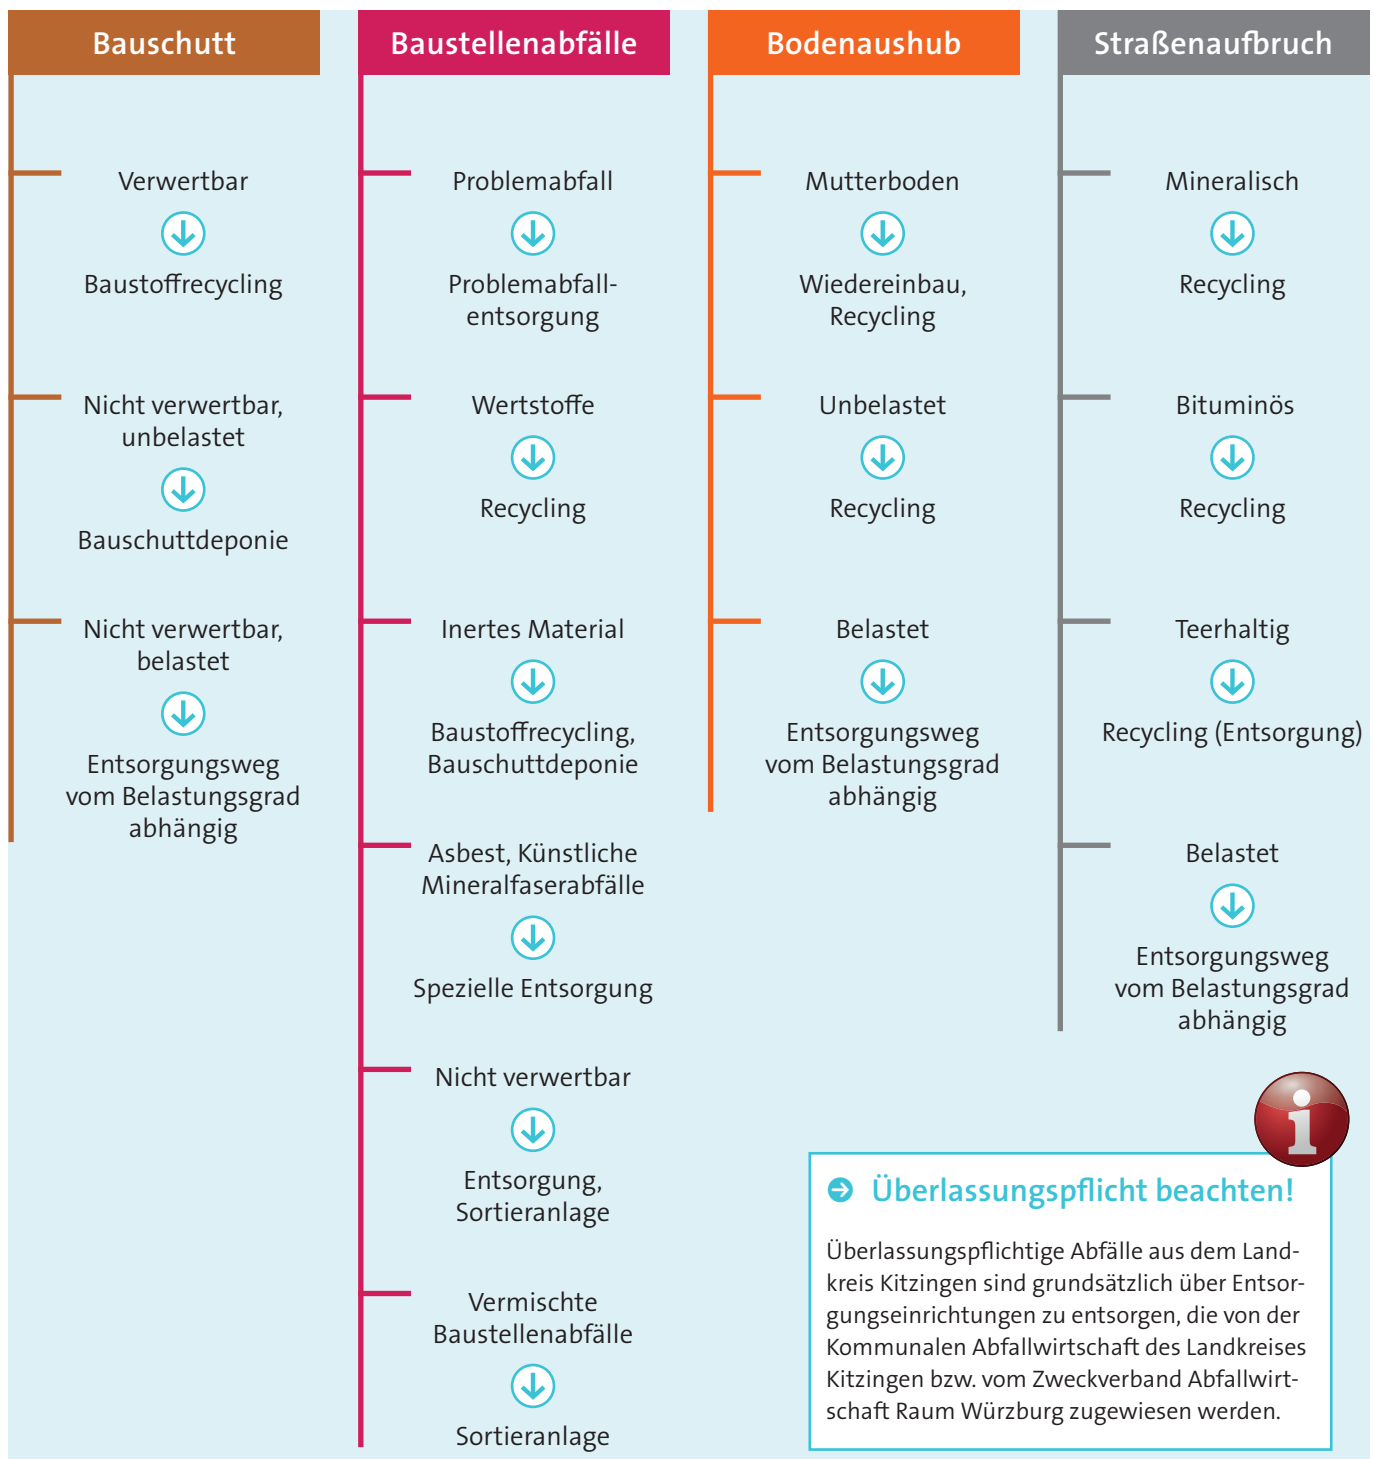 Bauschutt
Verwertbar
Baustoffrecycling
Nicht verwertbar,
unbelastet
Bauschuttdeponie
Nicht verwertbar,
belastet
Entsorgungsweg
vom Belastungsgrad
abhängig
Baustellenabfälle
Problemabfall
Problemabfall-
entsorgung
Wertstoffe
Recycling
Inertes Material
Baustoffrecycling,
Bauschuttdeponie
Asbest, Künstliche
Mineralfaserabfälle
Spezielle Entsorgung
Nicht verwertbar
Entsorgung,
Sortieranlage
Vermischte
Baustellenabfälle
Sortieranlage
Bodenaushub
Mutterboden
Wiedereinbau,
Recycling
Unbelastet
Recycling
Belastet
Entsorgungsweg
vom Belastungsgrad
abhängig
Straßenaufbruch
Mineralisch
Recycling
Bituminös
Recycling
Teerhaltig
Recycling (Entsorgung)
Belastet
Entsorgungsweg
vom Belastungsgrad
abhängig
i
Überlassungspflicht beachten!
Überlassungspflichtige Abfälle aus dem Land-
kreis Kitzingen sind grundsätzlich über Entsor-
gungseinrichtungen zu entsorgen, die von der
Kommunalen Abfallwirtschaft des Landkreises
Kitzingen bzw. vom Zweckverband Abfallwirt-
schaft Raum Würzburg zugewiesen werden.